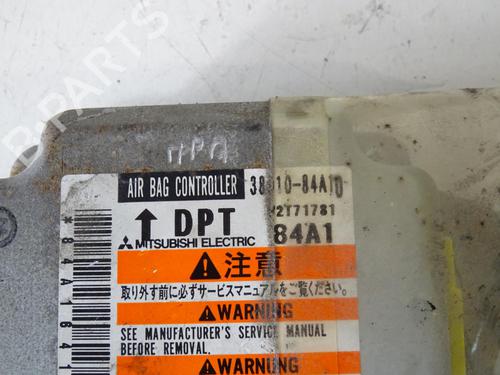 B-PARTS
AIR BAG CONTROLLER 38910-84A10
DPT
W2T71781
MITSUBISHI ELECTRIC 84A1
注意
取り外す前に必ずサービスマニュアルをご覧ください。
WARNING
SEE MANUFACTURER'S SERVICE MANUAL
BEFORE REMOVAL.
WARNING
*84A1641